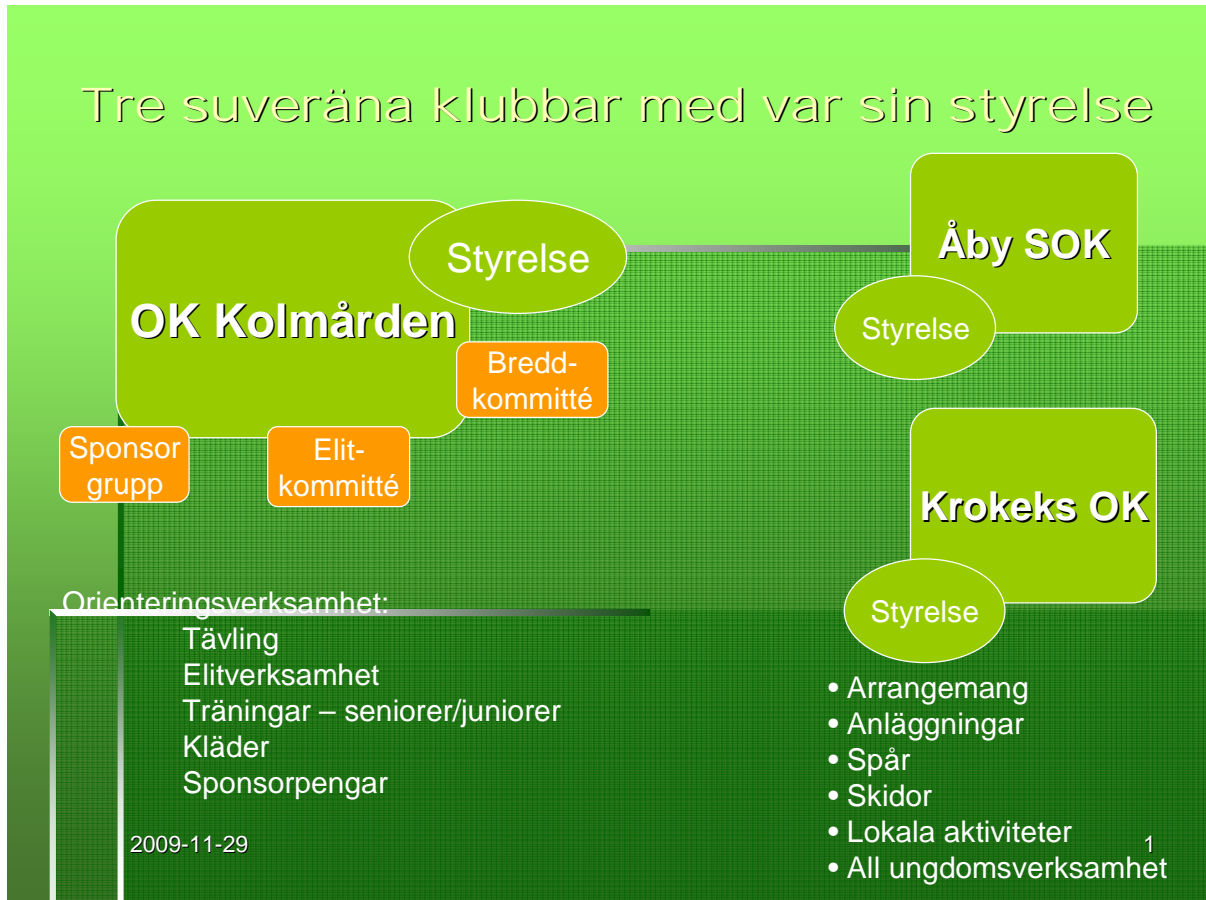 Tre suveräna klubbar med var sin styrelse
OK Kolmården
Styrelse
Bredd-
kommitté
Sponsor
grupp
Elit-
kommitté
Åby SOK
Styrelse
Krokeks OK
Styrelse
Orienteringsverksamhet:
Tävling
Elitverksamhet
Träningar – seniorer/juniorer
Kläder
Sponsorpengar
• Arrangemang
• Anläggningar
• Spår
• Skidor
• Lokala aktiviteter
• All ungdomsverksamhet
2009-11-29
1